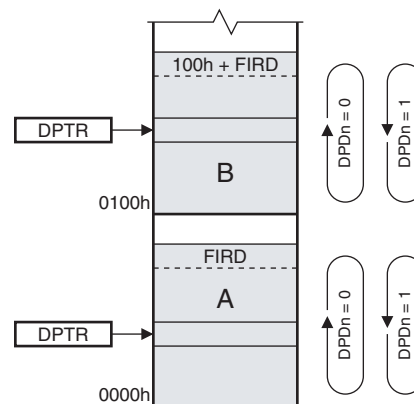 100h + FIRD
DPTR
DPDn = 0
DPDn = 1
B
0100h
FIRD
A
DPTR
DPDn = 0
DPDn = 1
0000h